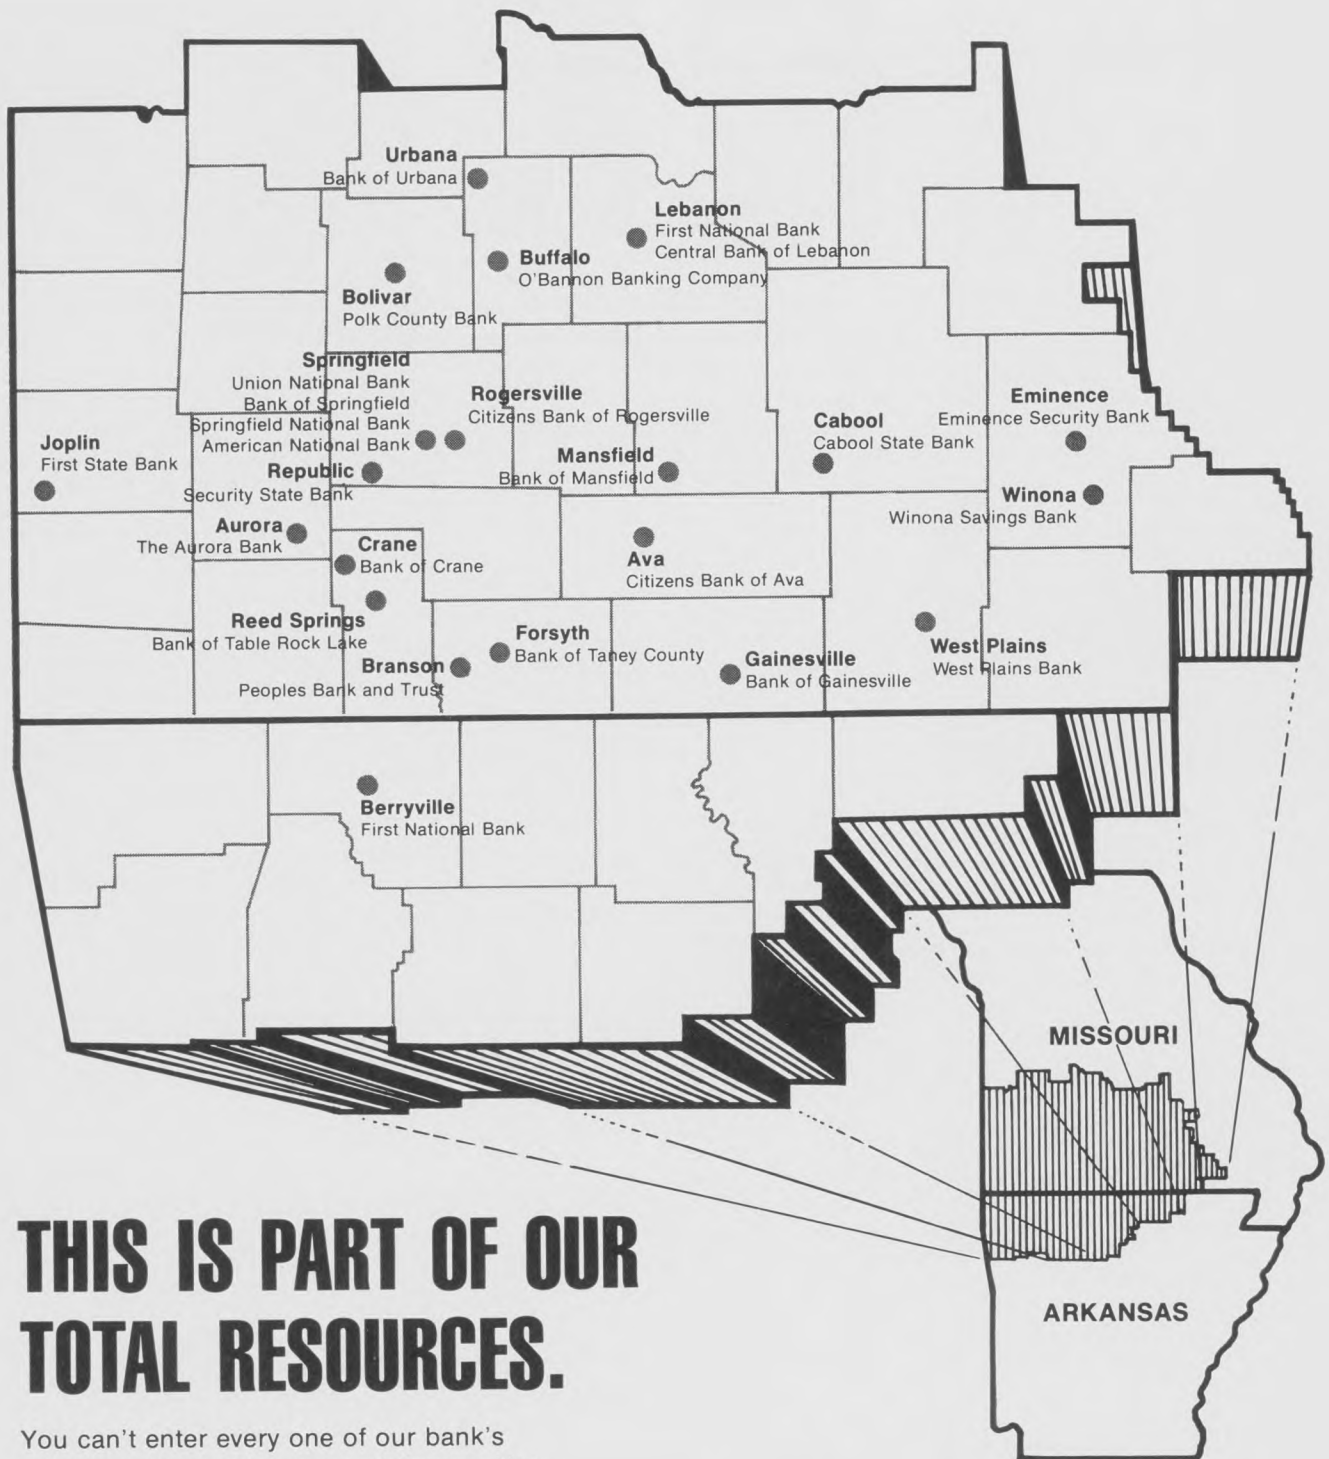 Urbana
Bank of Urbana
Lebanon
First National Bank
Central Bank of Lebanon
Buffalo
O'Bannon Banking Company
Bolivar
Polk County Bank
Springfield
Union National Bank
Bank of Springfield
Springfield National Bank
American National Bank
Rogersville
Citizens Bank of Rogersville
Eminence
Eminence Security Bank
Cabool
Cabool State Bank
Joplin
First State Bank
Mansfield
Bank of Mansfield
Republic
Security State Bank
Winona
Winona Savings Bank
Aurora
The Aurora Bank
Crane
Bank of Crane
Ava
Citizens Bank of Ava
Reed Springs
Bank of Table Rock Lake
Forsyth
Bank of Taney County
West Plains
West Plains Bank
Branson
Peoples Bank and Trust
Gainesville
Bank of Gainesville
Berryville
First National Bank
MISSOURI
ARKANSAS
THIS IS PART OF OUR
TOTAL RESOURCES.
You can't enter every one of our bank's